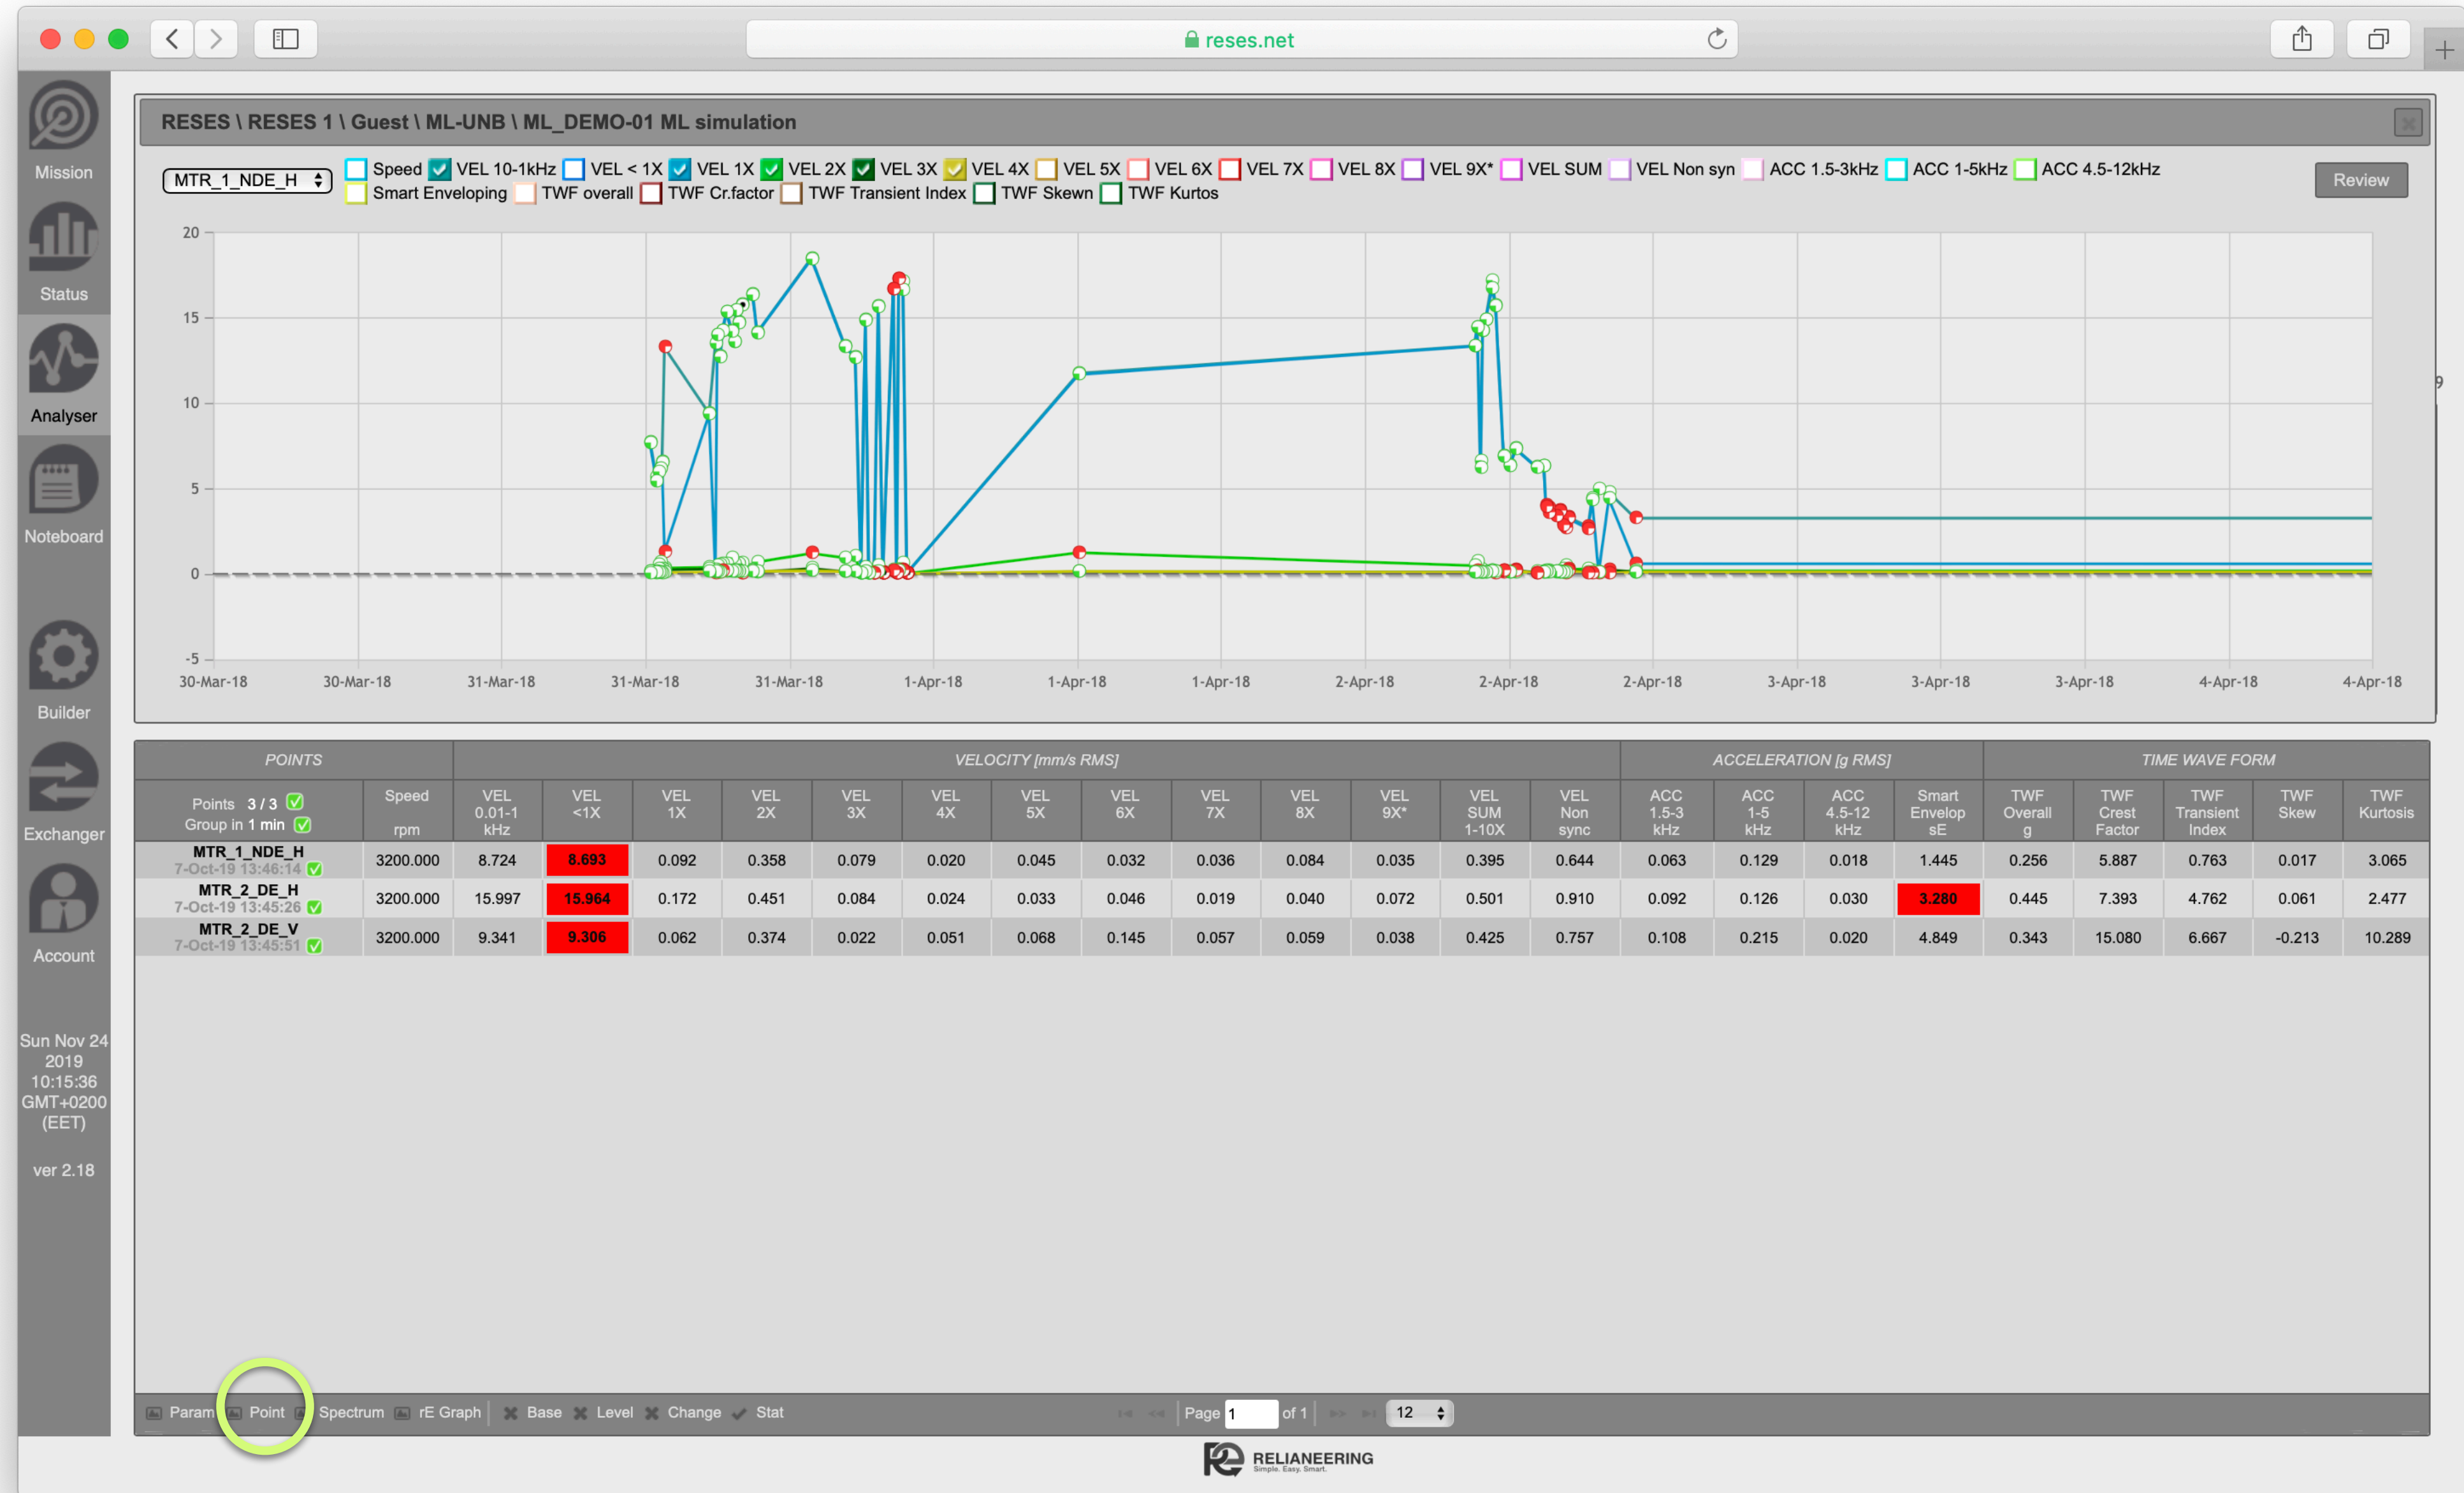 reses.net
Mission
Status
Analyser
Noteboard
Builder
Exchanger
Account
Sun Nov 24
2019
10:15:36
GMT+0200
(EET)
ver 2.18
RESES \ RESES 1 \ Guest \ ML-UNB \ ML_DEMO-01 ML simulation
MTR_1_NDE_H
Speed VEL 10-1kHz VEL < 1X VEL 1X VEL 2X VEL 3X VEL 4X VEL 5X VEL 6X VEL 7X VEL 8X VEL 9X* VEL SUM VEL Non syn ACC 1.5-3kHz ACC 1-5kHz ACC 4.5-12kHz
Smart Enveloping TWF overall TWF Cr.factor TWF Transient Index TWF Skewn TWF Kurtos
Review
20
15
10
5
0
-5
9
30-Mar-18 30-Mar-18 31-Mar-18 31-Mar-18 31-Mar-18 1-Apr-18 1-Apr-18 1-Apr-18 2-Apr-18 2-Apr-18 2-Apr-18 3-Apr-18 3-Apr-18 3-Apr-18 4-Apr-18 4-Apr-18
POINTS VELOCITY [mm/s RMS] ACCELERATION [g RMS] TIME WAVE FORM
Points 3 / 3
Group in 1 min
Speed
rpm
VEL
0.01-1
kHz
VEL
<1X
VEL
1X
VEL
2X
VEL
3X
VEL
4X
VEL
5X
VEL
6X
VEL
7X
VEL
8X
VEL
9X*
VEL
SUM
1-10X
VEL
Non
sync
ACC
1.5-3
kHz
ACC
1-5
kHz
ACC
4.5-12
kHz
Smart
Envelop
sE
TWF
Overall
g
TWF
Crest
Factor
TWF
Transient
Index
TWF
Skew
TWF
Kurtosis
MTR_1_NDE_H
7-Oct-19 13:46:14
3200.000 8.724 8.693 0.092 0.358 0.079 0.020 0.045 0.032 0.036 0.084 0.035 0.395 0.644 0.063 0.129 0.018 1.445 0.256 5.887 0.763 0.017 3.065
MTR_2_DE_H
7-Oct-19 13:45:26
3200.000 15.997 15.964 0.172 0.451 0.084 0.024 0.033 0.046 0.019 0.040 0.072 0.501 0.910 0.092 0.126 0.030 3.280 0.445 7.393 4.762 0.061 2.477
MTR_2_DE_V
7-Oct-19 13:45:51
3200.000 9.341 9.306 0.062 0.374 0.022 0.051 0.068 0.145 0.057 0.059 0.038 0.425 0.757 0.108 0.215 0.020 4.849 0.343 15.080 6.667 -0.213 10.289
Param Point Spectrum rE Graph Base Level Change Stat Page 1 of 1 12
RELIANEERING
Simple. Easy. Smart.